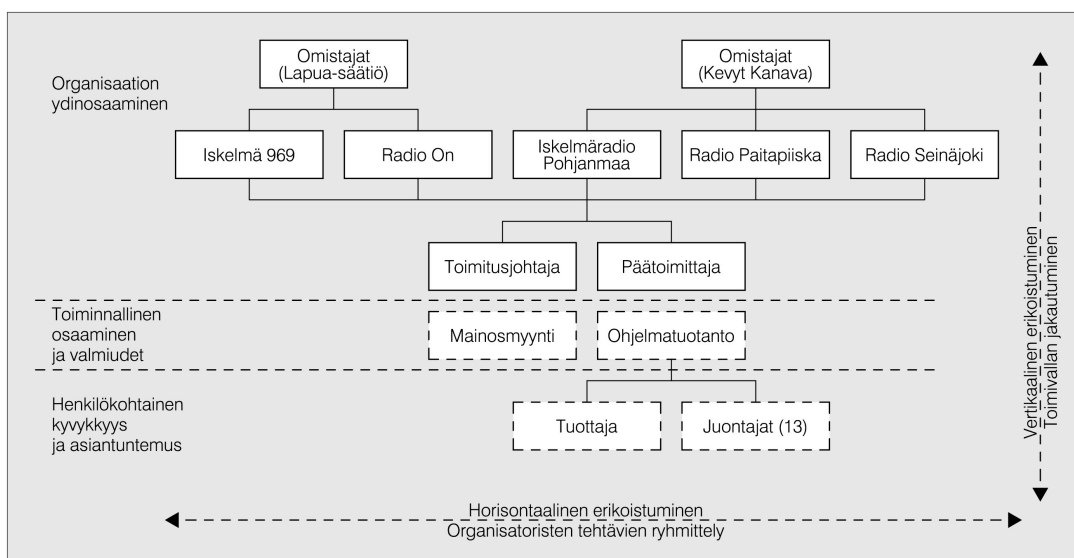 Omistajat
(Lapua-säätiö)
Omistajat
(Kevyt Kanava)
Organisaation
ydinosaaminen
Iskelmä 969
Radio On
Iskelmäradio
Pohjanmaa
Radio Paitapiiska
Radio Seinäjoki
Toimitusjohtaja
Päätoimittaja
Toiminnallinen
osaaminen
ja valmiudet
Mainosmyynti
Ohjelmatuotanto
Henkilökohtainen
kyvykkyys
ja asiantuntemus
Tuottaja
Juontajat (13)
Vertikaalinen erikoistuminen
Toimivallan jakautuminen
Horisontaalinen erikoistuminen
Organisatoristen tehtävien ryhmittely